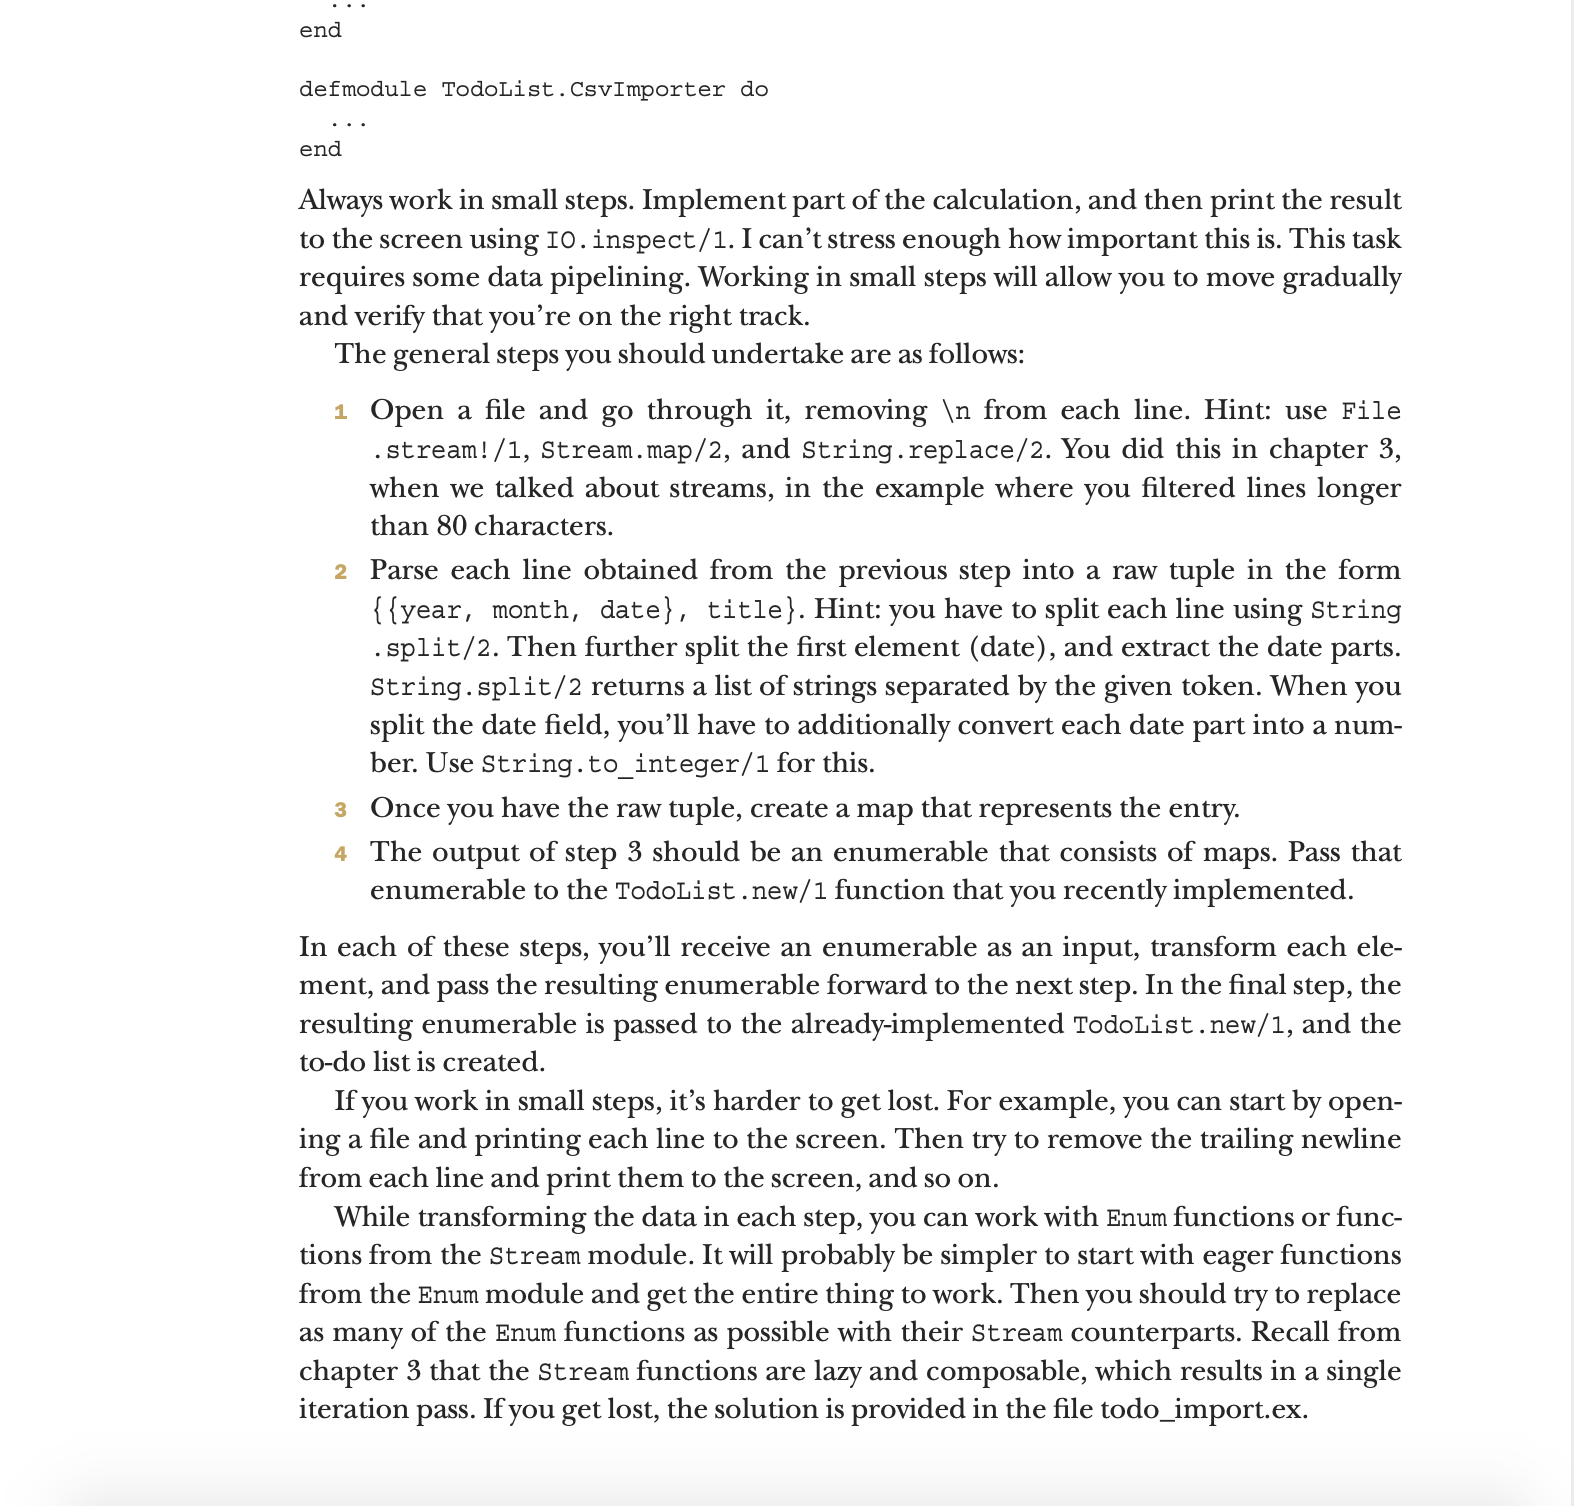 ...
end
defmodule TodoList.CsvImporter do
...
end
Always work in small steps. Implement part of the calculation, and then print the result
to the screen using IO.inspect/1. I can't stress enough how important this is. This task
requires some data pipelining. Working in small steps will allow you to move gradually
and verify that you're on the right track.
The general steps you should undertake are as follows:
1 Open a file and go through it, removing \n from each line. Hint: use File
.stream!/1, Stream.map/2, and String.replace/2. You did this in chapter 3,
when we talked about streams, in the example where you filtered lines longer
than 80 characters.
2 Parse each line obtained from the previous step into a raw tuple in the form
{{year, month, date}, title}. Hint: you have to split each line using String
.split/2. Then further split the first element (date), and extract the date parts.
String.split/2 returns a list of strings separated by the given token. When you
split the date field, you'll have to additionally convert each date part into a num-
ber. Use String.to_integer/1 for this.
3 Once you have the raw tuple, create a map that represents the entry.
4 The output of step 3 should be an enumerable that consists of maps. Pass that
enumerable to the TodoList.new/1 function that you recently implemented.
In each of these steps, you'll receive an enumerable as an input, transform each ele-
ment, and pass the resulting enumerable forward to the next step. In the final step, the
resulting enumerable is passed to the already-implemented TodoList.new/1, and the
to-do list is created.
If you work in small steps, it's harder to get lost. For example, you can start by open-
ing a file and printing each line to the screen. Then try to remove the trailing newline
from each line and print them to the screen, and so on.
While transforming the data in each step, you can work with Enum functions or func-
tions from the Stream module. It will probably be simpler to start with eager functions
from the Enum module and get the entire thing to work. Then you should try to replace
as many of the Enum functions as possible with their Stream counterparts. Recall from
chapter 3 that the Stream functions are lazy and composable, which results in a single
iteration pass. If you get lost, the solution is provided in the file todo_import.ex.